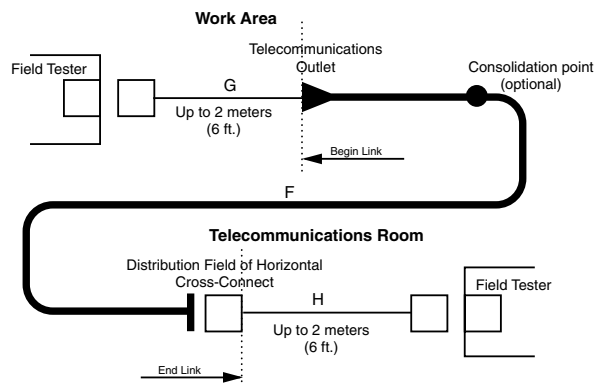 Work Area
Telecommunications
Outlet
Field Tester
G
Consolidation point
(optional)
Up to 2 meters
(6 ft.)
Begin Link
F
Telecommunications Room
Distribution Field of Horizontal
Cross-Connect
H
Field Tester
Up to 2 meters
(6 ft.)
End Link